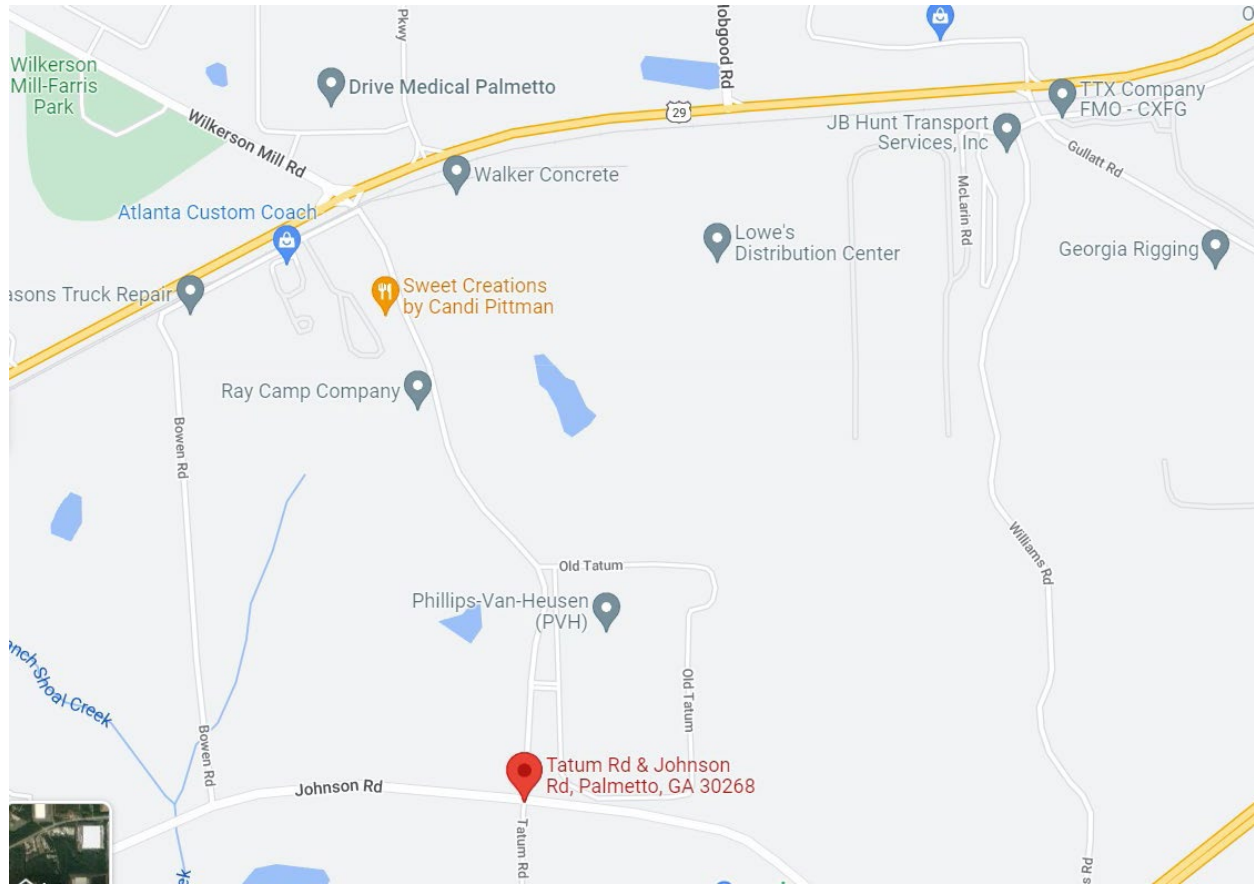 Pkwy
Hobgood Rd
Wilkerson
Mill-Farris
Park
Drive Medical Palmetto
29
TTX Company
FMO - CXFG
JB Hunt Transport
Services, Inc
Wilkerson Mill Rd
Gullatt Rd
Walker Concrete
McLarin Rd
Atlanta Custom Coach
Lowe's
Distribution Center
Georgia Rigging
asons Truck Repair
Sweet Creations
by Candi Pittman
Ray Camp Company
Bowen Rd
Williams Rd
Old Tatum
Phillips-Van-Heusen
(PVH)
anch Shoal Creek
Old Tatum
Bowen Rd
Tatum Rd & Johnson
Rd, Palmetto, GA 30268
Johnson Rd
Tatum Rd
s Rd